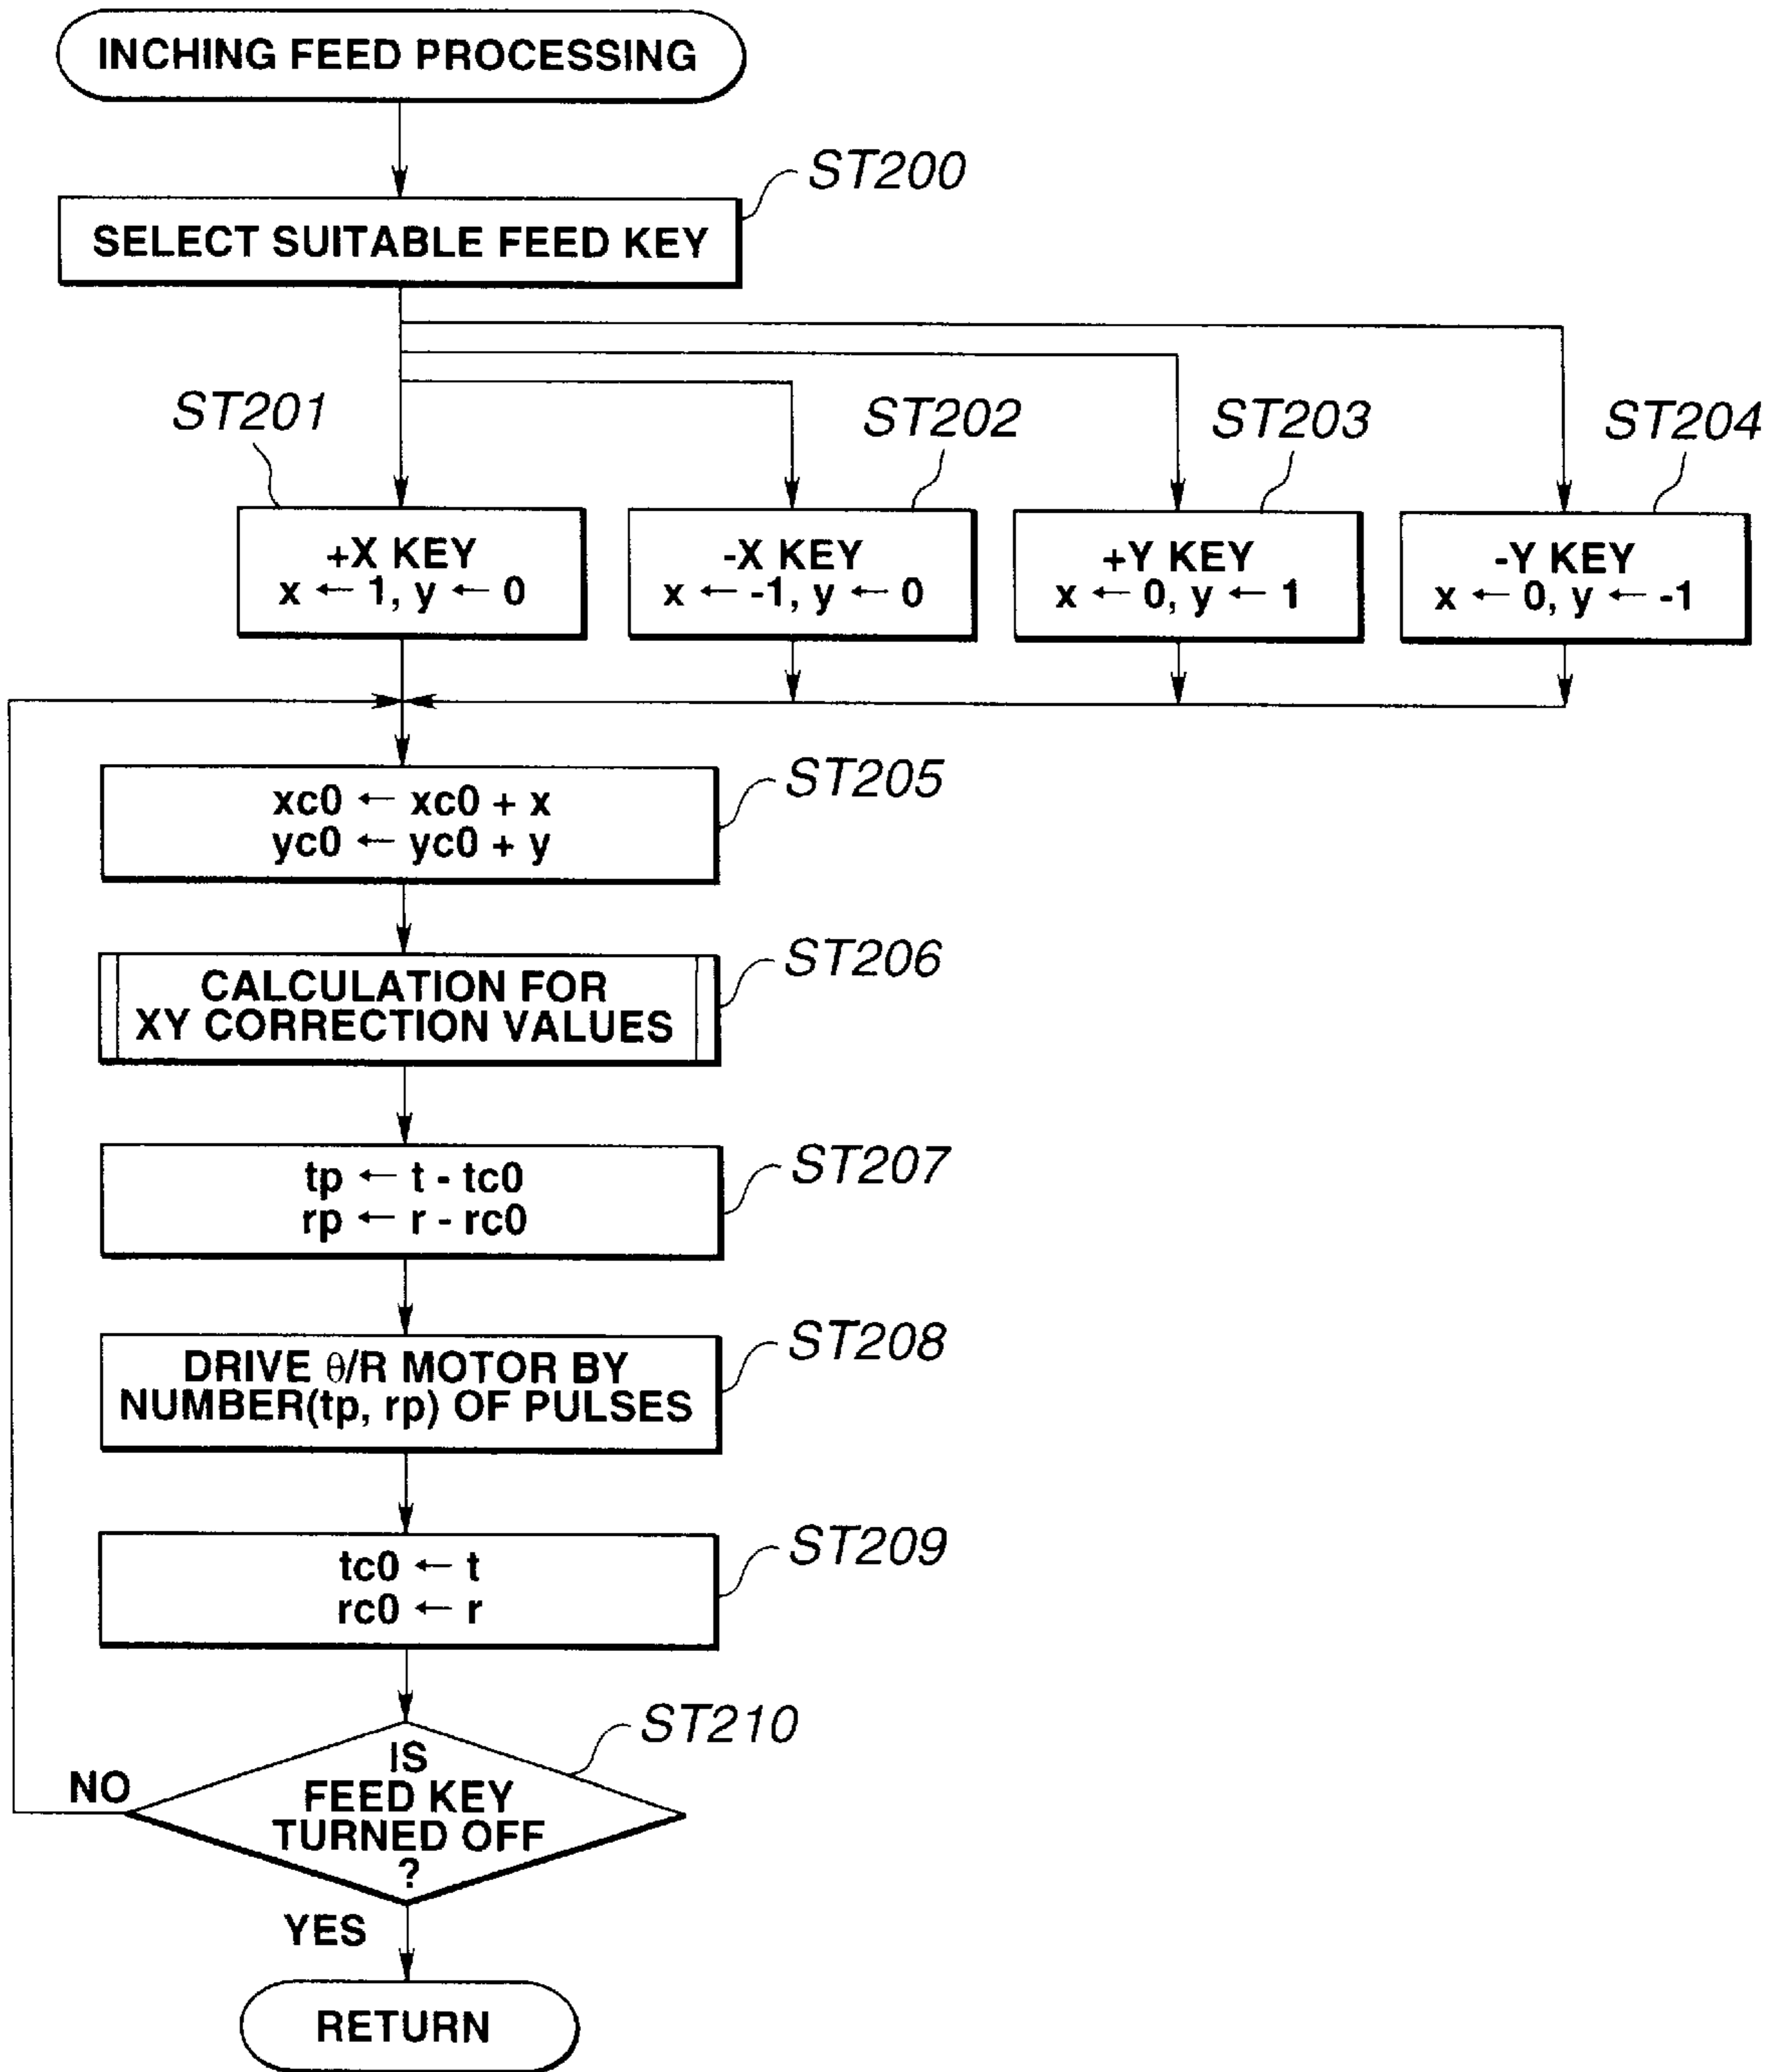 INCHING FEED PROCESSING
ST200
SELECT SUITABLE FEED KEY
ST201
ST202
ST203
ST204
+X KEY
x ← 1, y ← 0
-X KEY
x ← -1, y ← 0
+Y KEY
x ← 0, y ← 1
-Y KEY
x ← 0, y ← -1
ST205
xc0 ← xc0 + x
yc0 ← yc0 + y
ST206
CALCULATION FOR
XY CORRECTION VALUES
ST207
tp ← t - tc0
rp ← r - rc0
ST208
DRIVE θ/R MOTOR BY
NUMBER(tp, rp) OF PULSES
ST209
tc0 ← t
rc0 ← r
ST210
IS
FEED KEY
TURNED OFF
?
NO
YES
RETURN